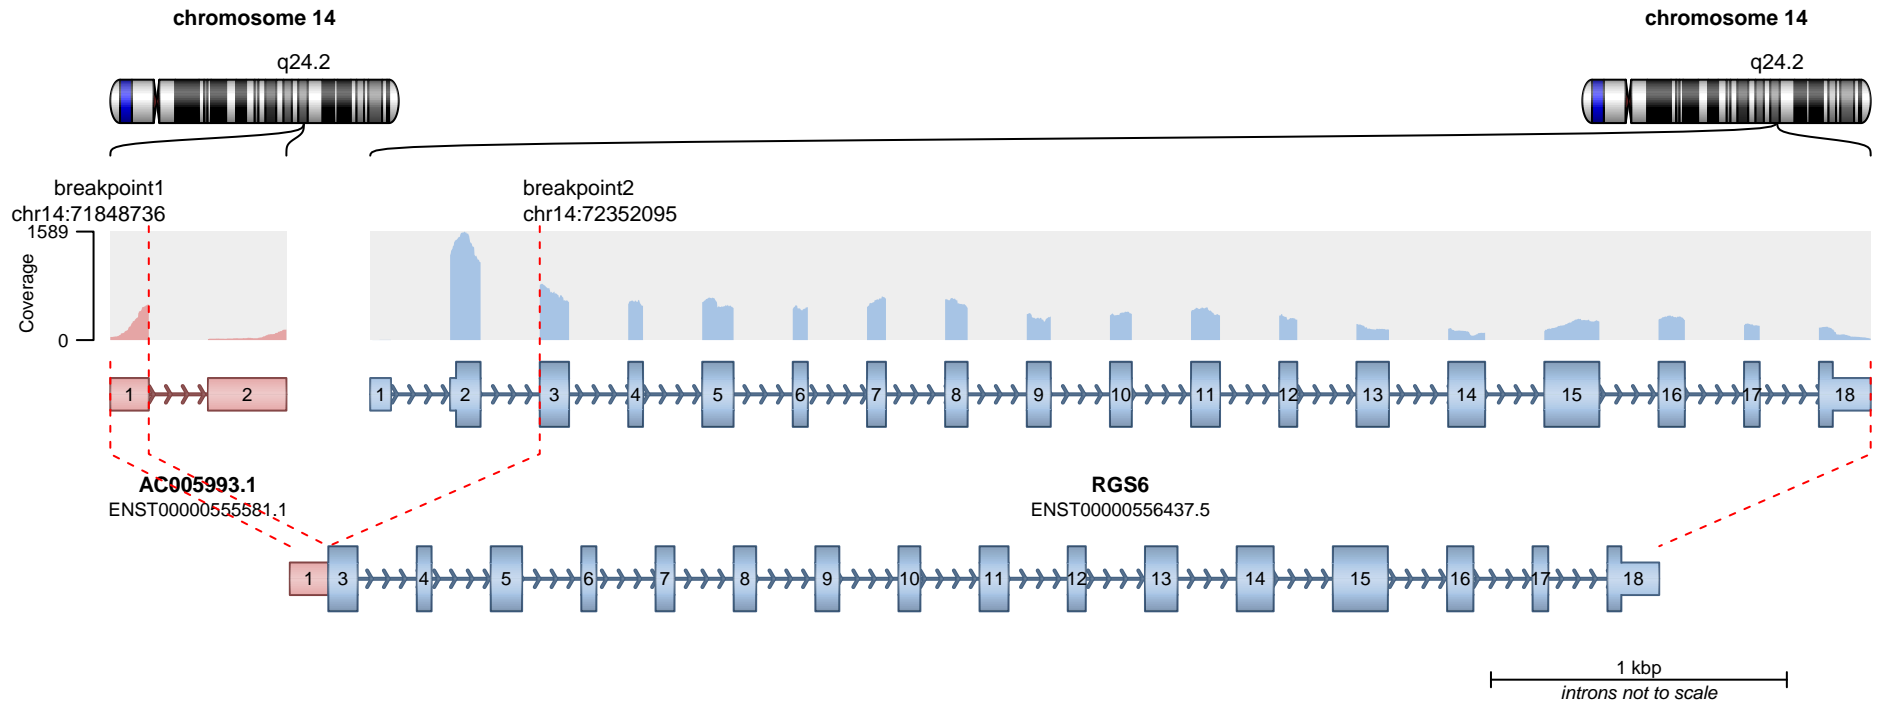 chromosome 14
chromosome 14
q24.2
q24.2
breakpoint1
chr14:71848736
breakpoint2
chr14:72352095
1589
Coverage
0
1 2
1 2 3 4 5 6 7 8 9 10 11 12 13 14 15 16 17 18
AC005993.1
ENST00000555581.1
RGS6
ENST00000556437.5
1 3 4 5 6 7 8 9 10 11 12 13 14 15 16 17 18
1 kbp
introns not to scale